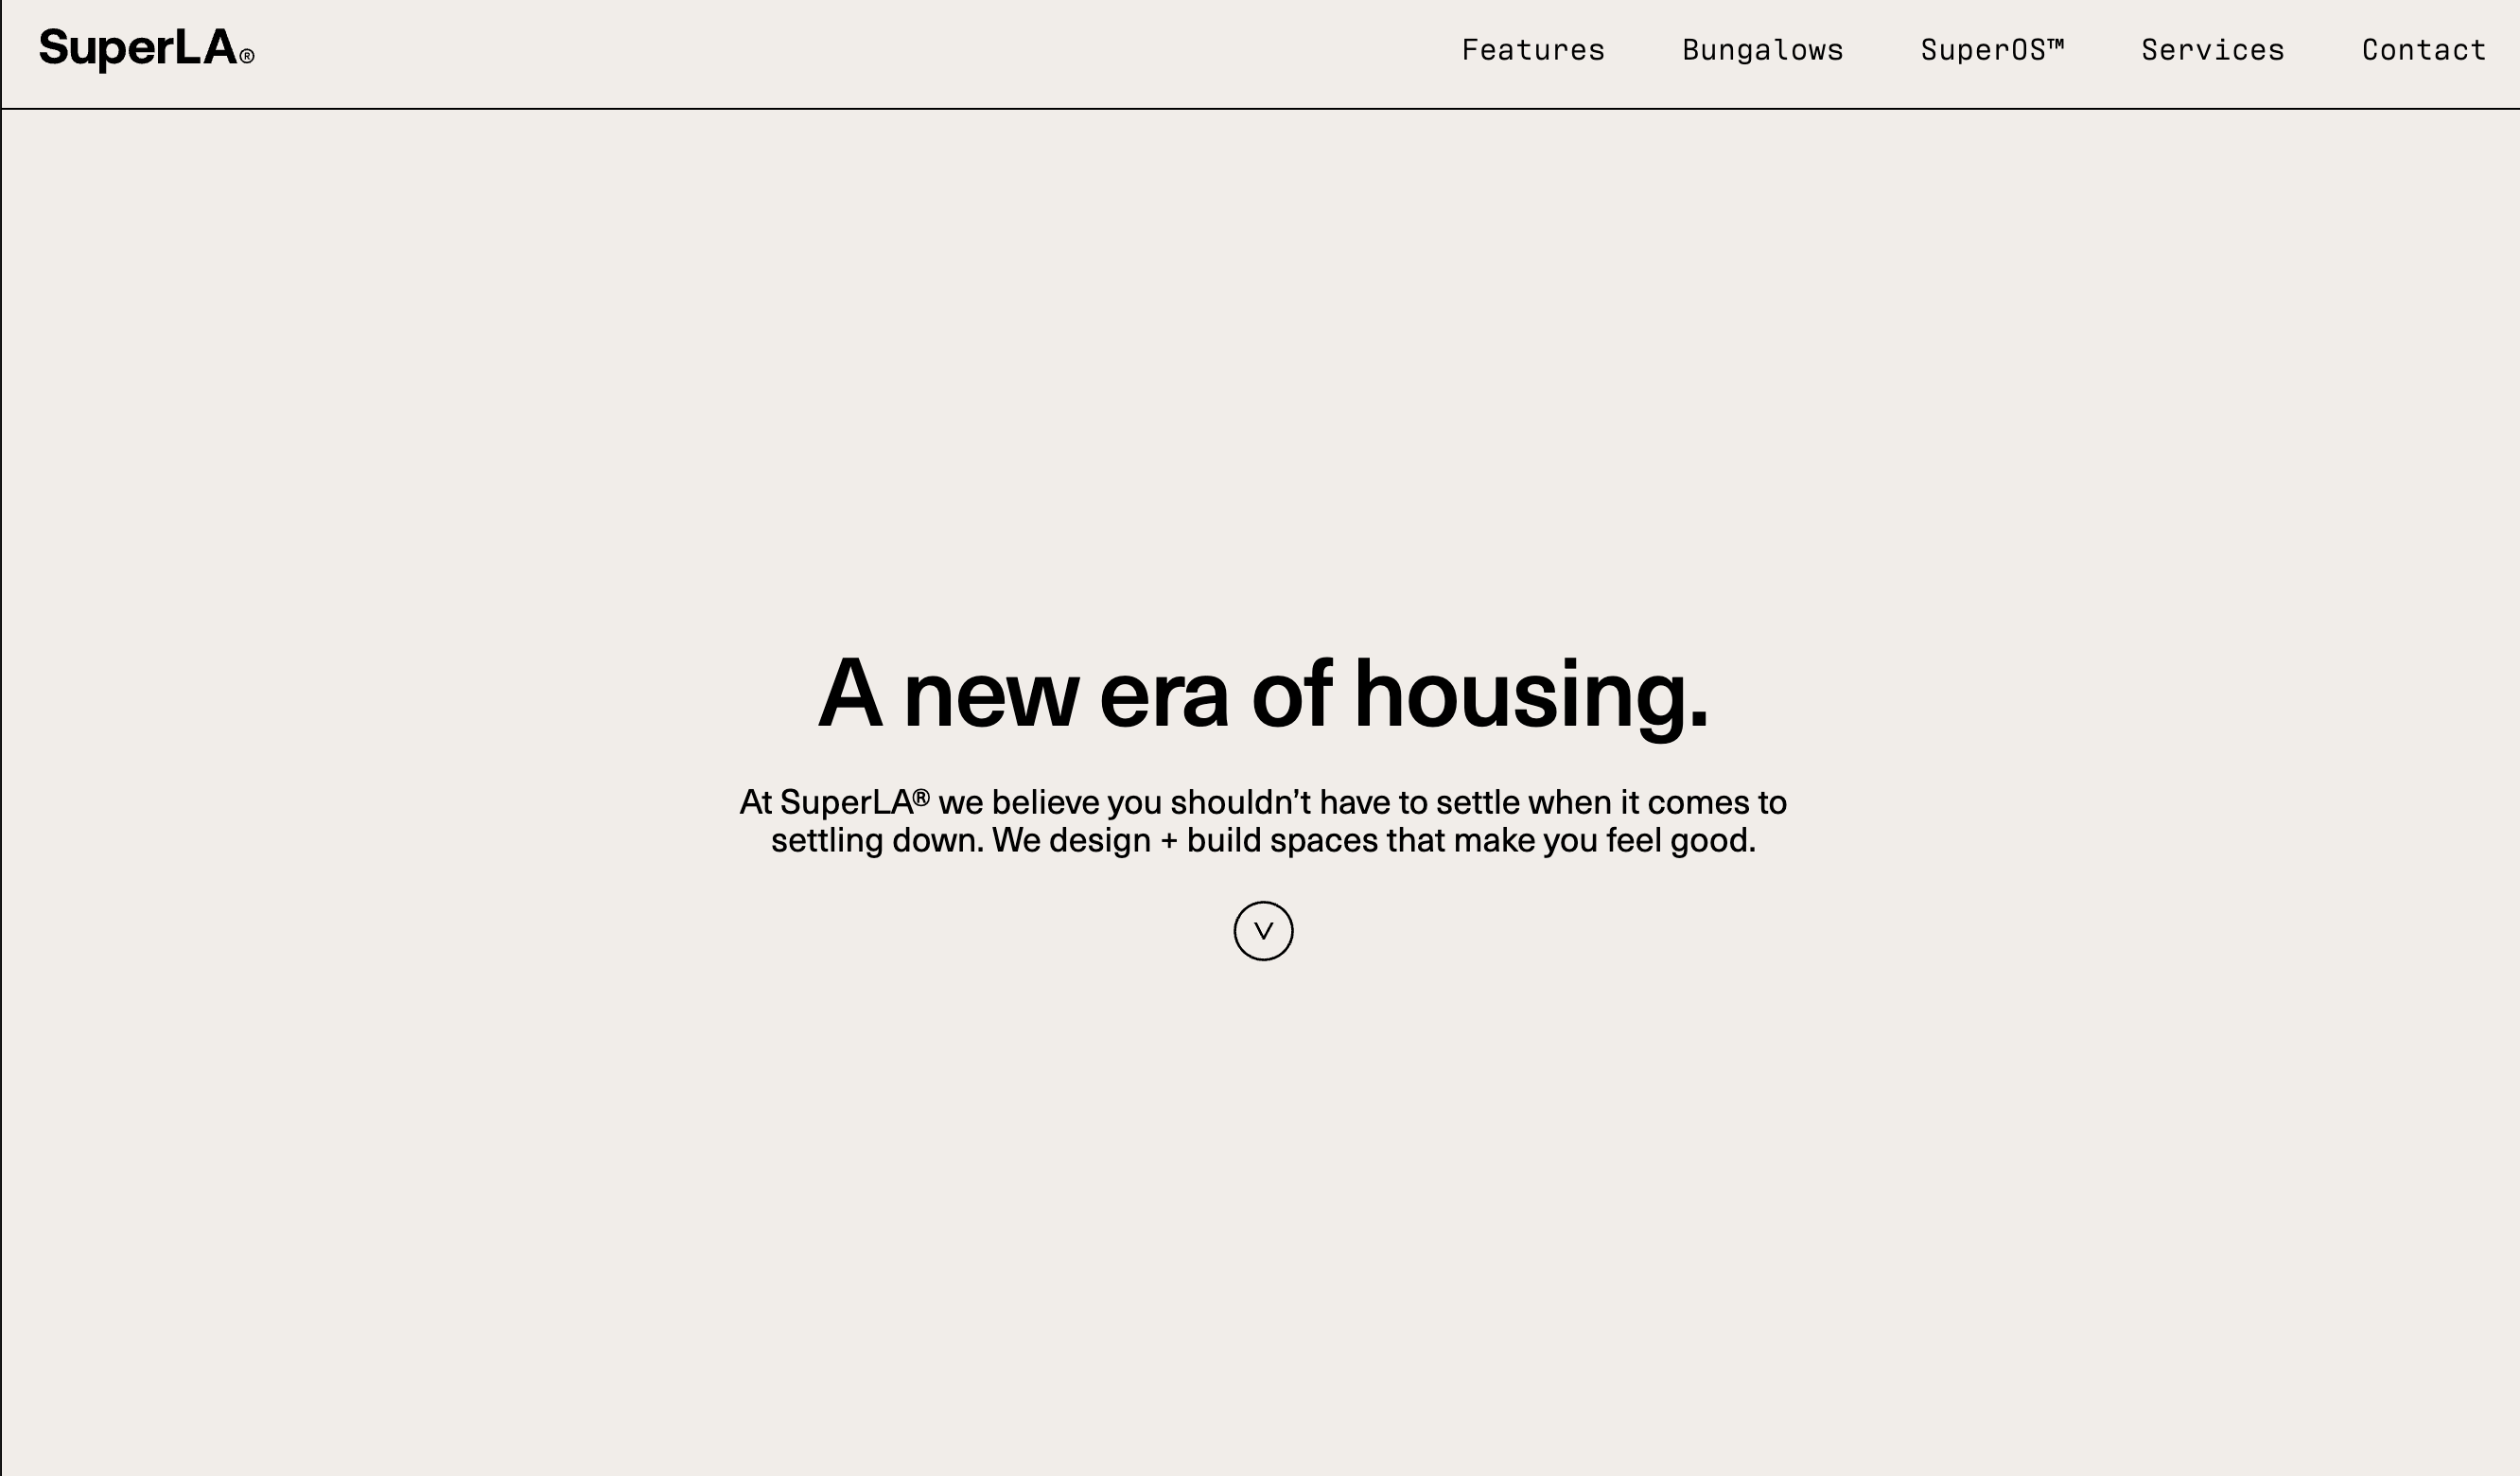 SuperLA®
Features Bungalows SuperOS™ Services Contact
A new era of housing.
At SuperLA® we believe you shouldn’t have to settle when it comes to
settling down. We design + build spaces that make you feel good.